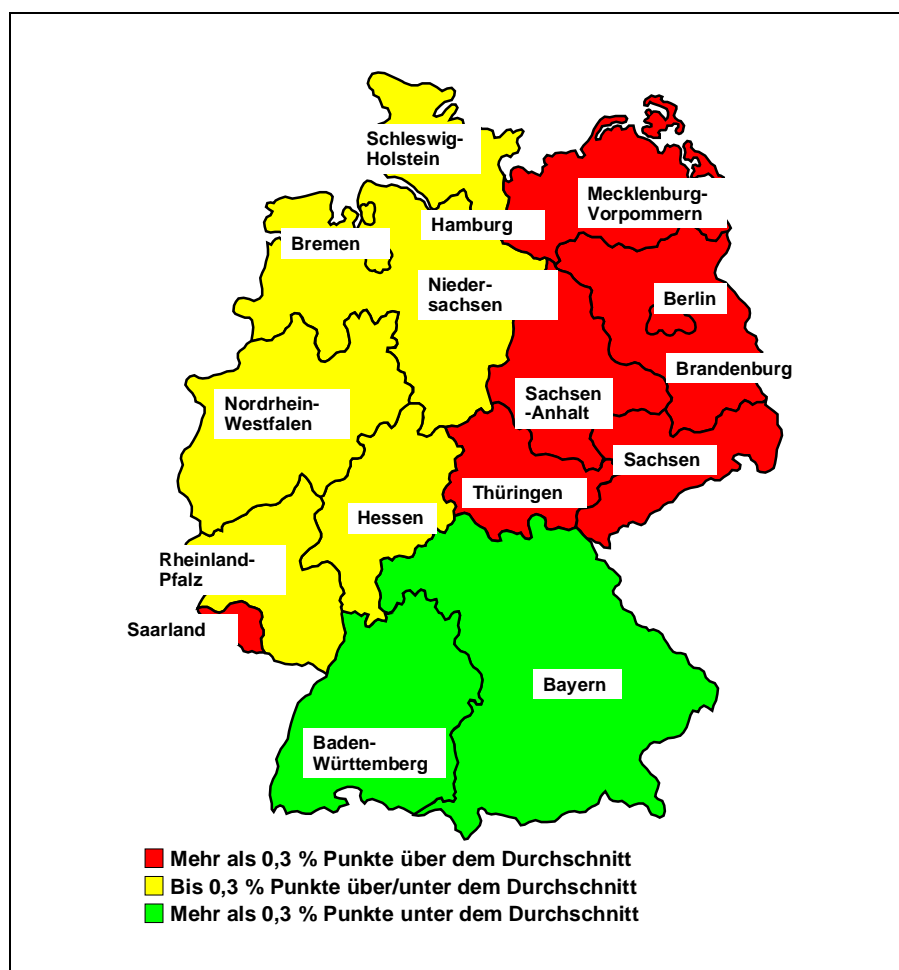 Schleswig-
Holstein
Mecklenburg-
Vorpommern
Hamburg
Bremen
Nieder-
sachsen
Berlin
Brandenburg
Sachsen
-Anhalt
Nordrhein-
Westfalen
Sachsen
Thüringen
Hessen
Rheinland-
Pfalz
Saarland
Bayern
Baden-
Württemberg
Mehr als 0,3 % Punkte über dem Durchschnitt
Bis 0,3 % Punkte über/unter dem Durchschnitt
Mehr als 0,3 % Punkte unter dem Durchschnitt